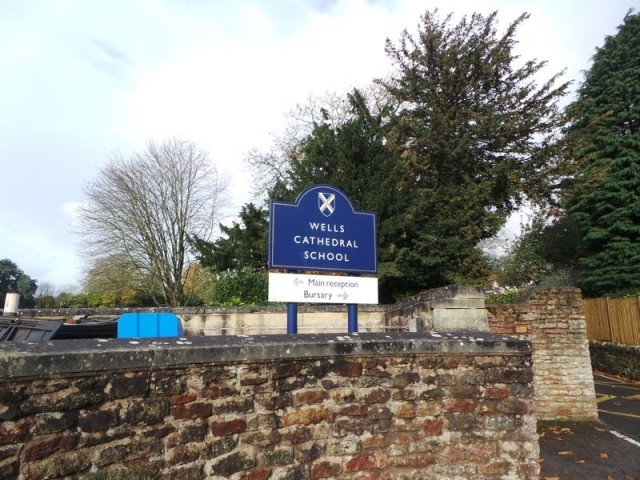 WELLS
CATHEDRAL
SCHOOL
Main reception
Bursary